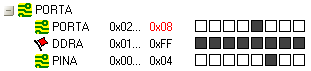 PORTA
PORTA 0x02... 0x08
DDRA 0x01... 0xFF
PINA 0x00... 0x04